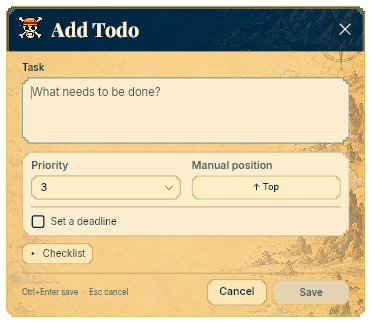 Add Todo
Task
What needs to be done?
Priority
Manual position
3
↑ Top
Set a deadline
Checklist
Ctrl+Enter save · Esc cancel
Cancel
Save